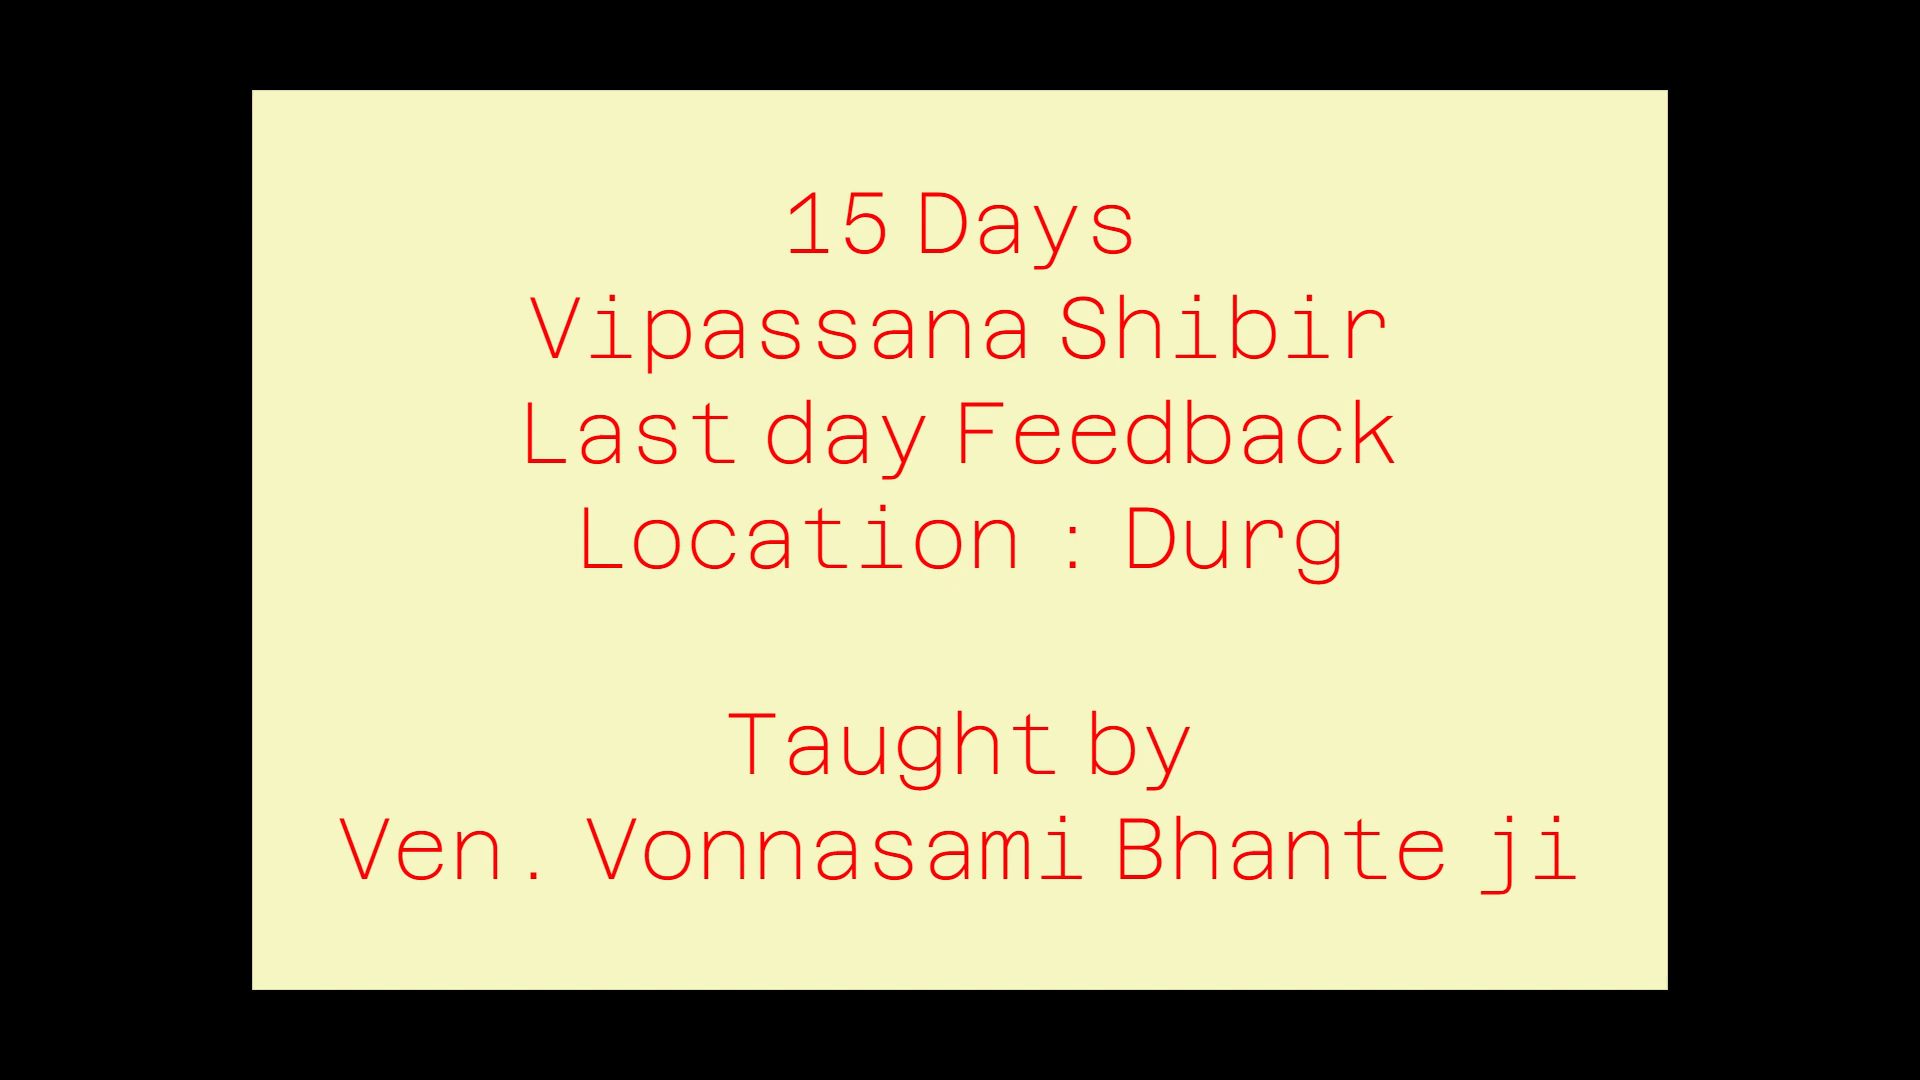 15 Days
Vipassana Shibir
Last day Feedback
Location : Durg
Taught by
Ven. Vonnasami Bhante ji